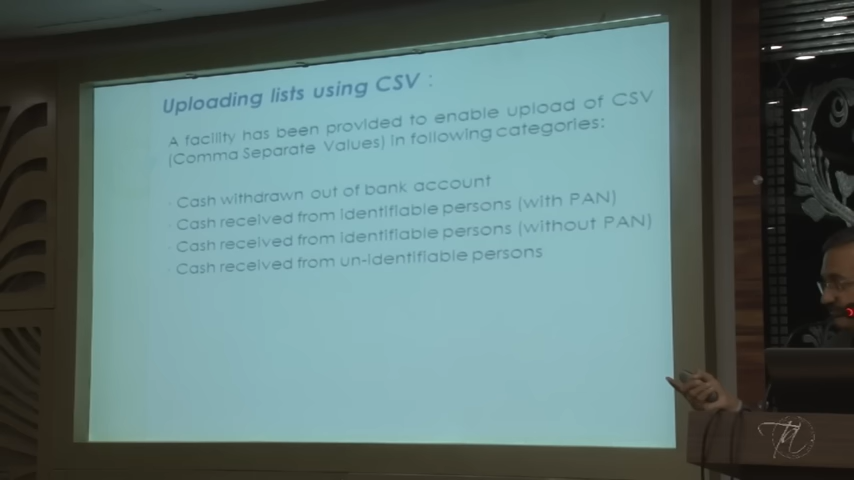 Uploading lists using CSV :
A facility has been provided to enable upload of CSV
(Comma Separate Values) in following categories:
Cash withdrawn out of bank account
Cash received from identifiable persons (with PAN)
Cash received from identifiable persons (without PAN)
Cash received from un-identifiable persons